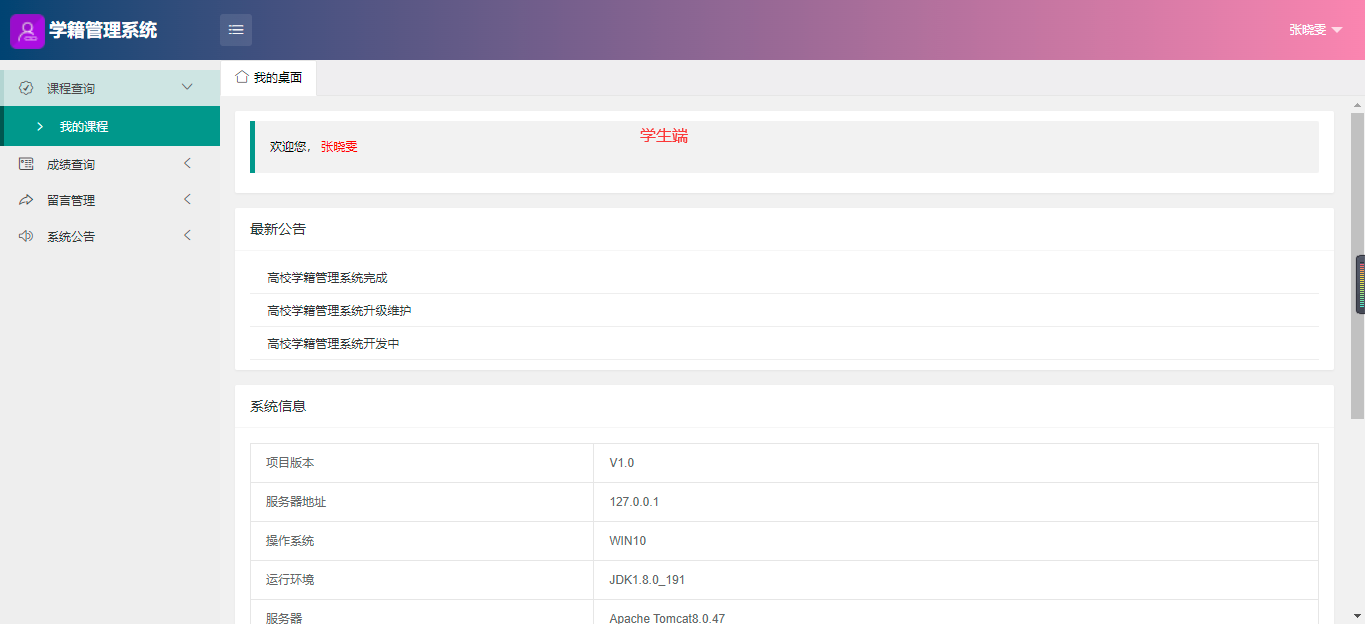 学籍管理系统
张晓雯
课程查询
我的课程
成绩查询
留言管理
系统公告
我的桌面
欢迎您， 张晓雯
学生端
最新公告
高校学籍管理系统完成
高校学籍管理系统升级维护
高校学籍管理系统开发中
系统信息
项目版本 V1.0
服务器地址 127.0.0.1
操作系统 WIN10
运行环境 JDK1.8.0_191
服务器 Apache Tomcat8.0.47